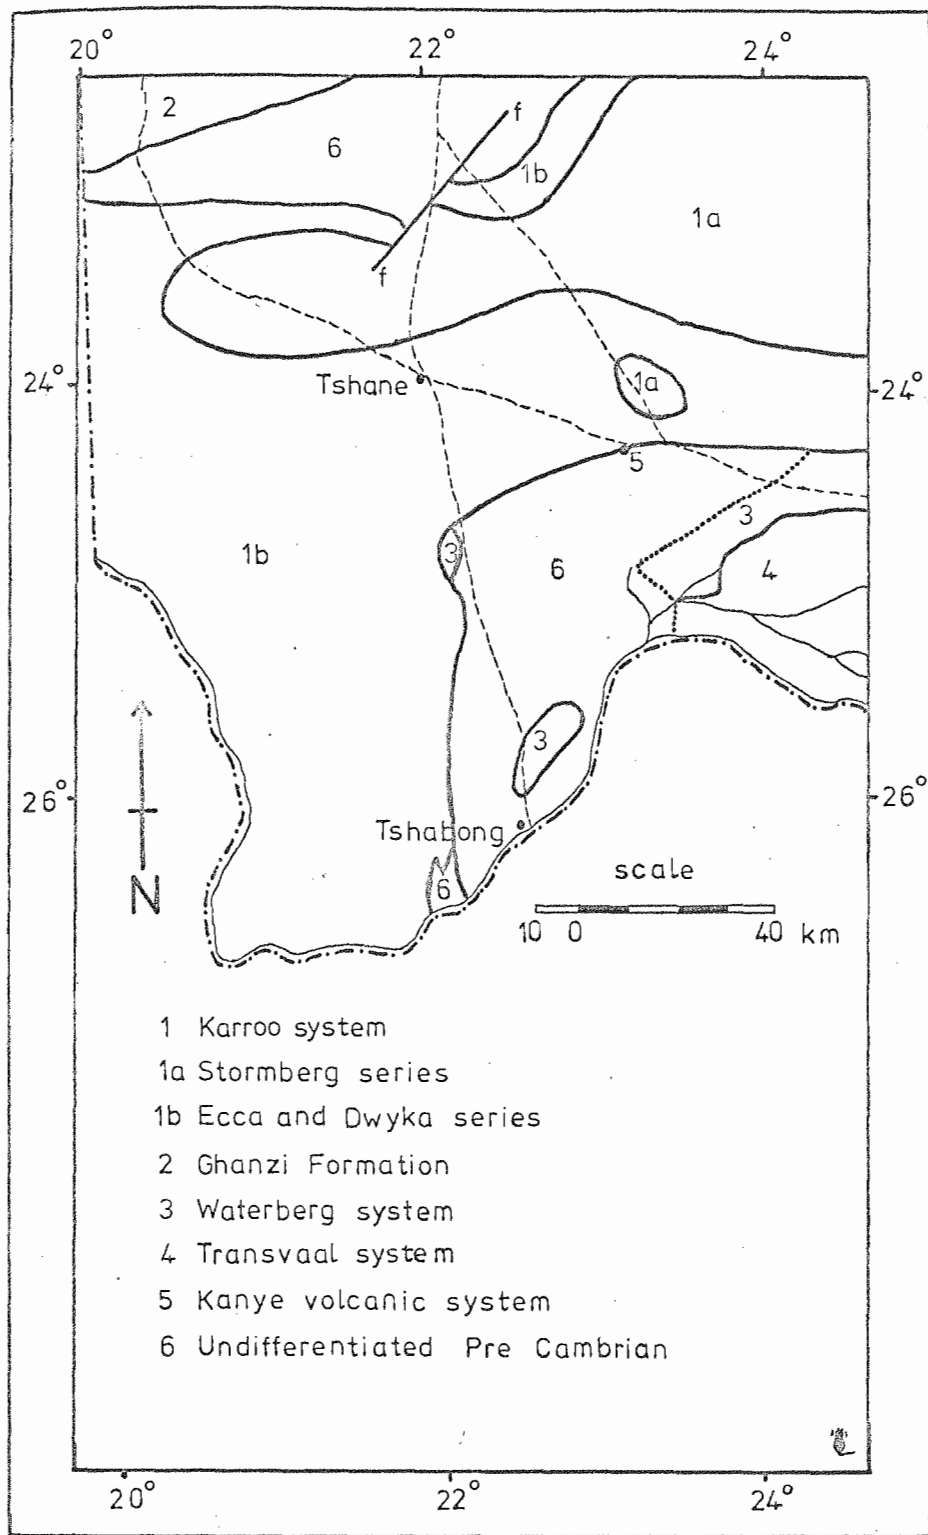 20° 22° 24°
2
f
6
1b
1a
f
24° Tshane 1a 24°
5
3
1b 3 6 4
3
26° 26°
Tshabong
6
scale
N
10 0 40 km
1 Karroo system
1a Stormberg series
1b Ecca and Dwyka series
2 Ghanzi Formation
3 Waterberg system
4 Transvaal system
5 Kanye volcanic system
6 Undifferentiated Pre Cambrian
20° 22° 24°